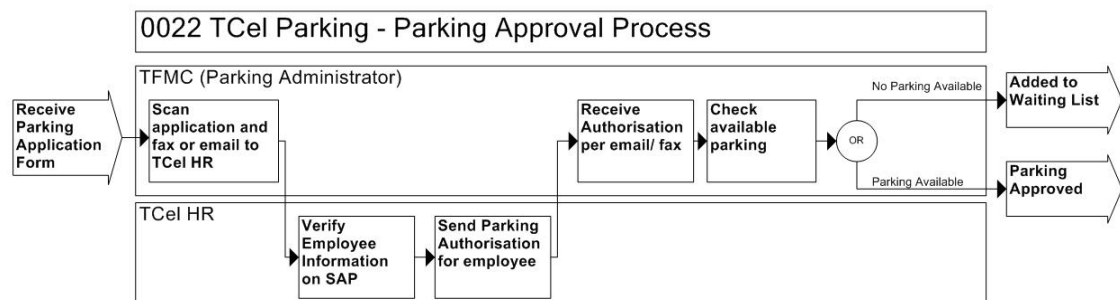 0022 TCel Parking - Parking Approval Process
TFMC (Parking Administrator)
Receive
Parking
Application
Form
Scan
application and
fax or email to
TCel HR
Receive
Authorisation
per email/ fax
Check
available
parking
OR
No Parking Available
Added to
Waiting List
Parking Available
Parking
Approved
TCel HR
Verify
Employee
Information
on SAP
Send Parking
Authorisation
for employee